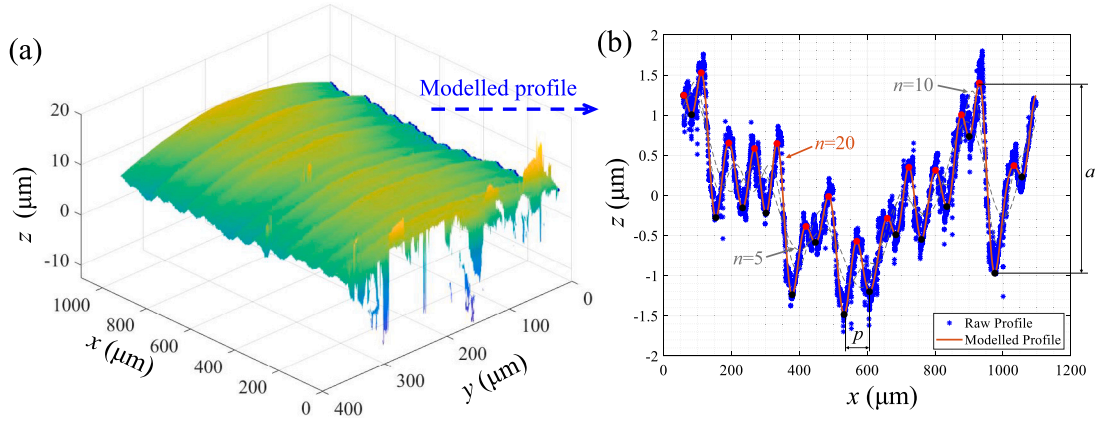 (a)
Modelled profile
20
10
0
-10
z (μm)
1000
800
600
400
200
0
x (μm)
400
300
200
100
0
y (μm)
(b)
2
1.5
1
0.5
0
-0.5
-1
-1.5
-2
z (μm)
n=10
n=20
n=5
a
p
Raw Profile
Modelled Profile
0 200 400 600 800 1000 1200
x (μm)